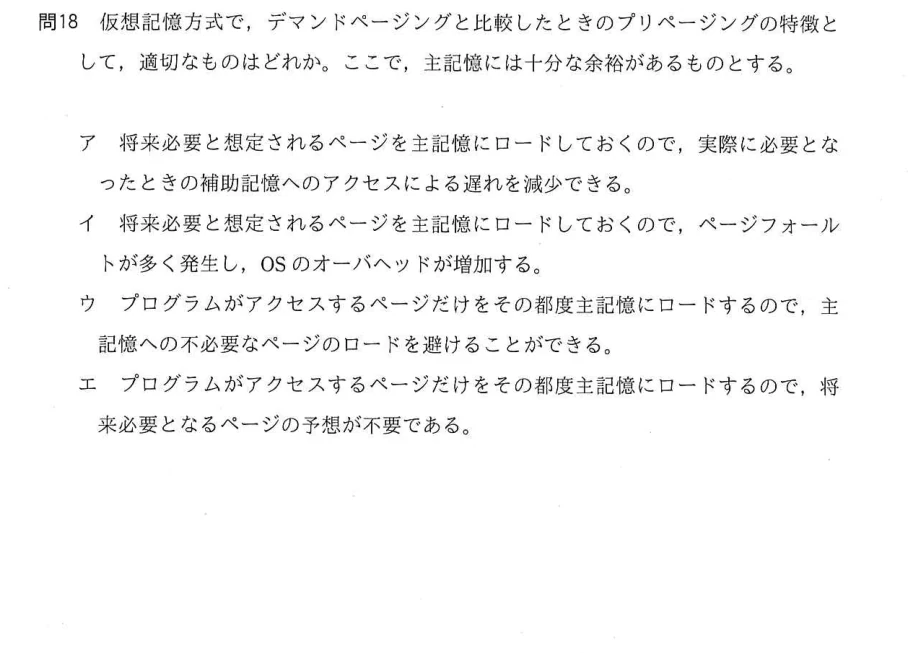 問18　仮想記憶方式で，デマンドページングと比較したときのプリページングの特徴と
して，適切なものはどれか。ここで，主記憶には十分な余裕があるものとする。
ア　将来必要と想定されるページを主記憶にロードしておくので，実際に必要とな
ったときの補助記憶へのアクセスによる遅れを減少できる。
イ　将来必要と想定されるページを主記憶にロードしておくので，ページフォール
トが多く発生し，OSのオーバヘッドが増加する。
ウ　プログラムがアクセスするページだけをその都度主記憶にロードするので，主
記憶への不必要なページのロードを避けることができる。
エ　プログラムがアクセスするページだけをその都度主記憶にロードするので，将
来必要となるページの予想が不要である。